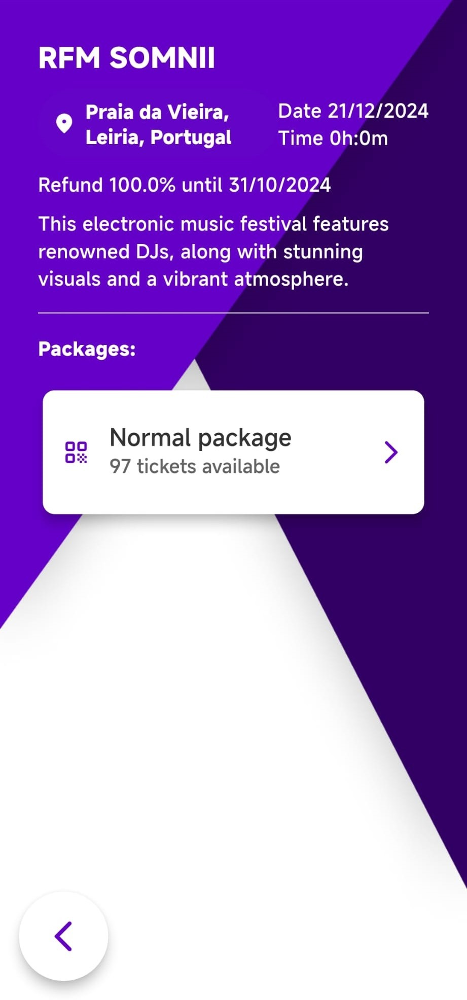 RFM SOMNII
Praia da Vieira,
Leiria, Portugal
Date 21/12/2024
Time 0h:0m
Refund 100.0% until 31/10/2024
This electronic music festival features
renowned DJs, along with stunning
visuals and a vibrant atmosphere.
Packages:
Normal package
97 tickets available